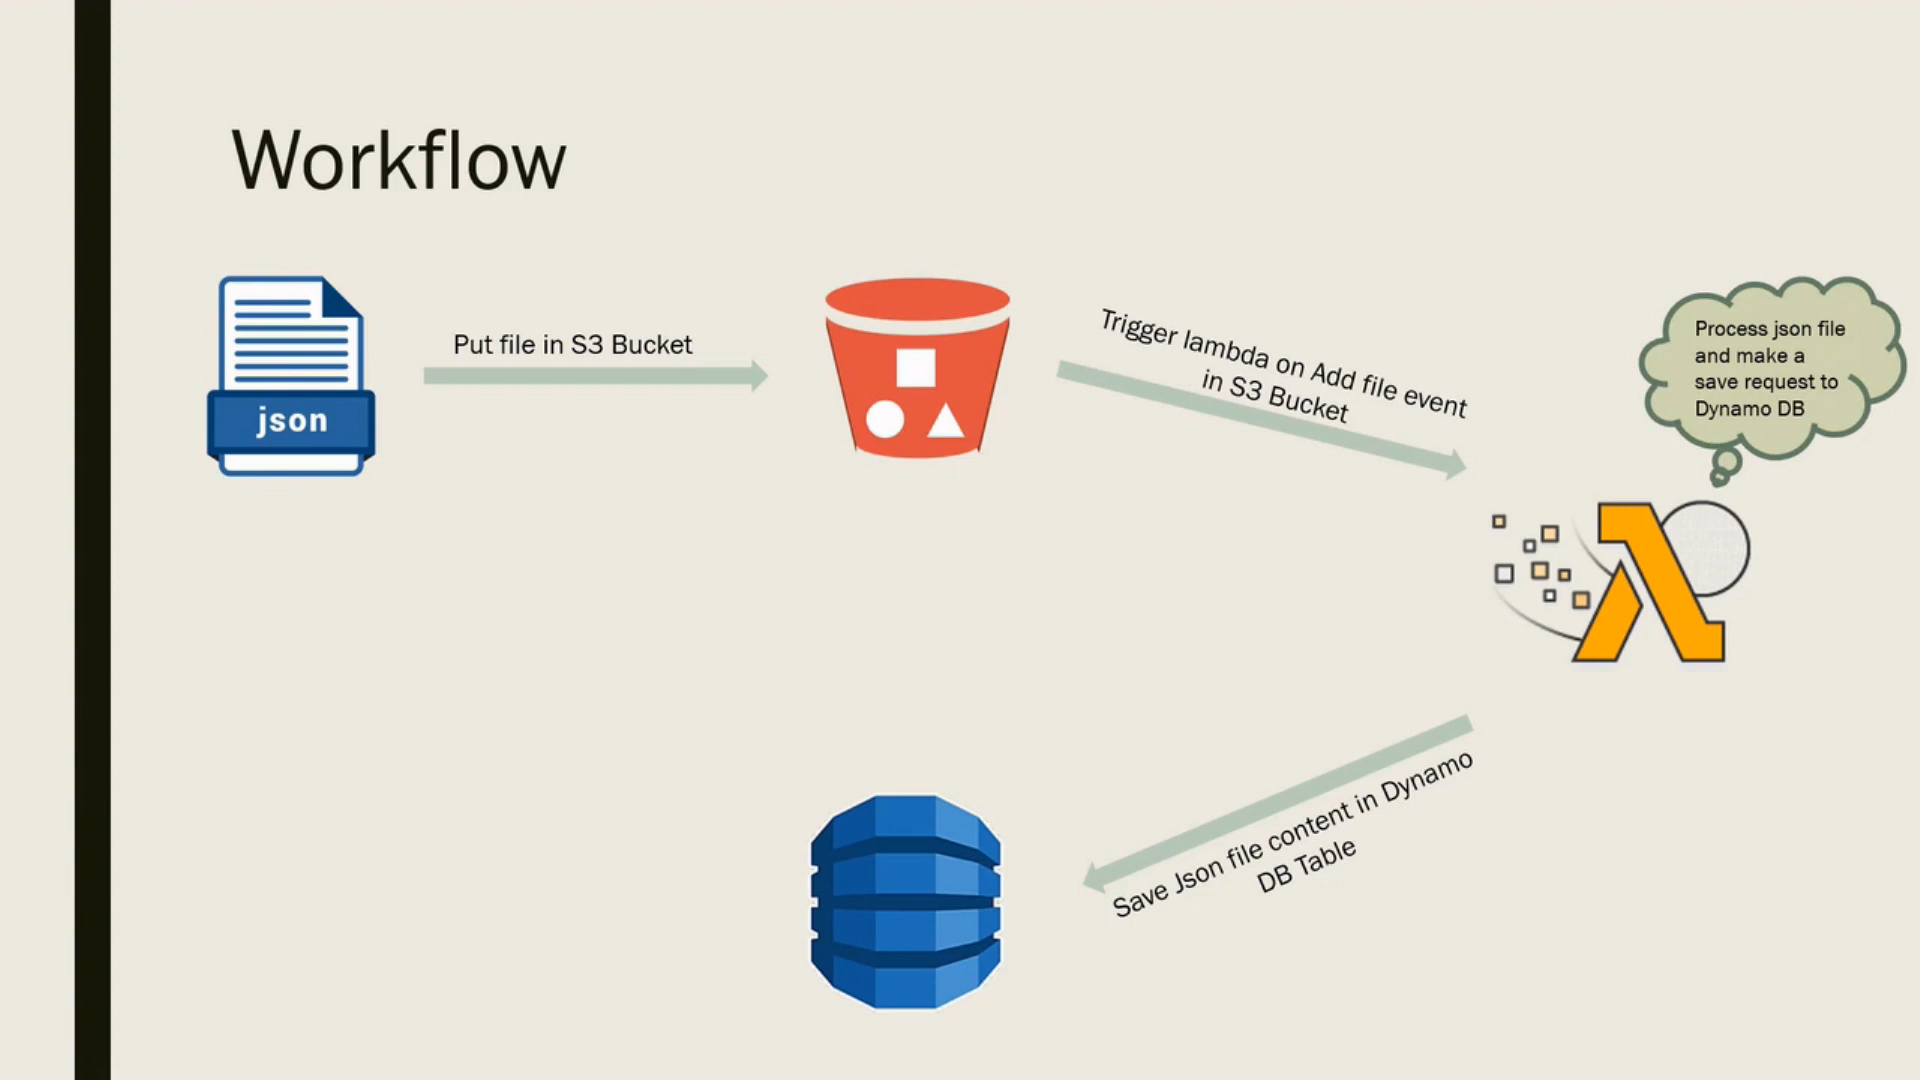 Workflow
json
Put file in S3 Bucket
Trigger lambda on Add file event
in S3 Bucket
Process json file
and make a
save request to
Dynamo DB
Save Json file content in Dynamo
DB Table